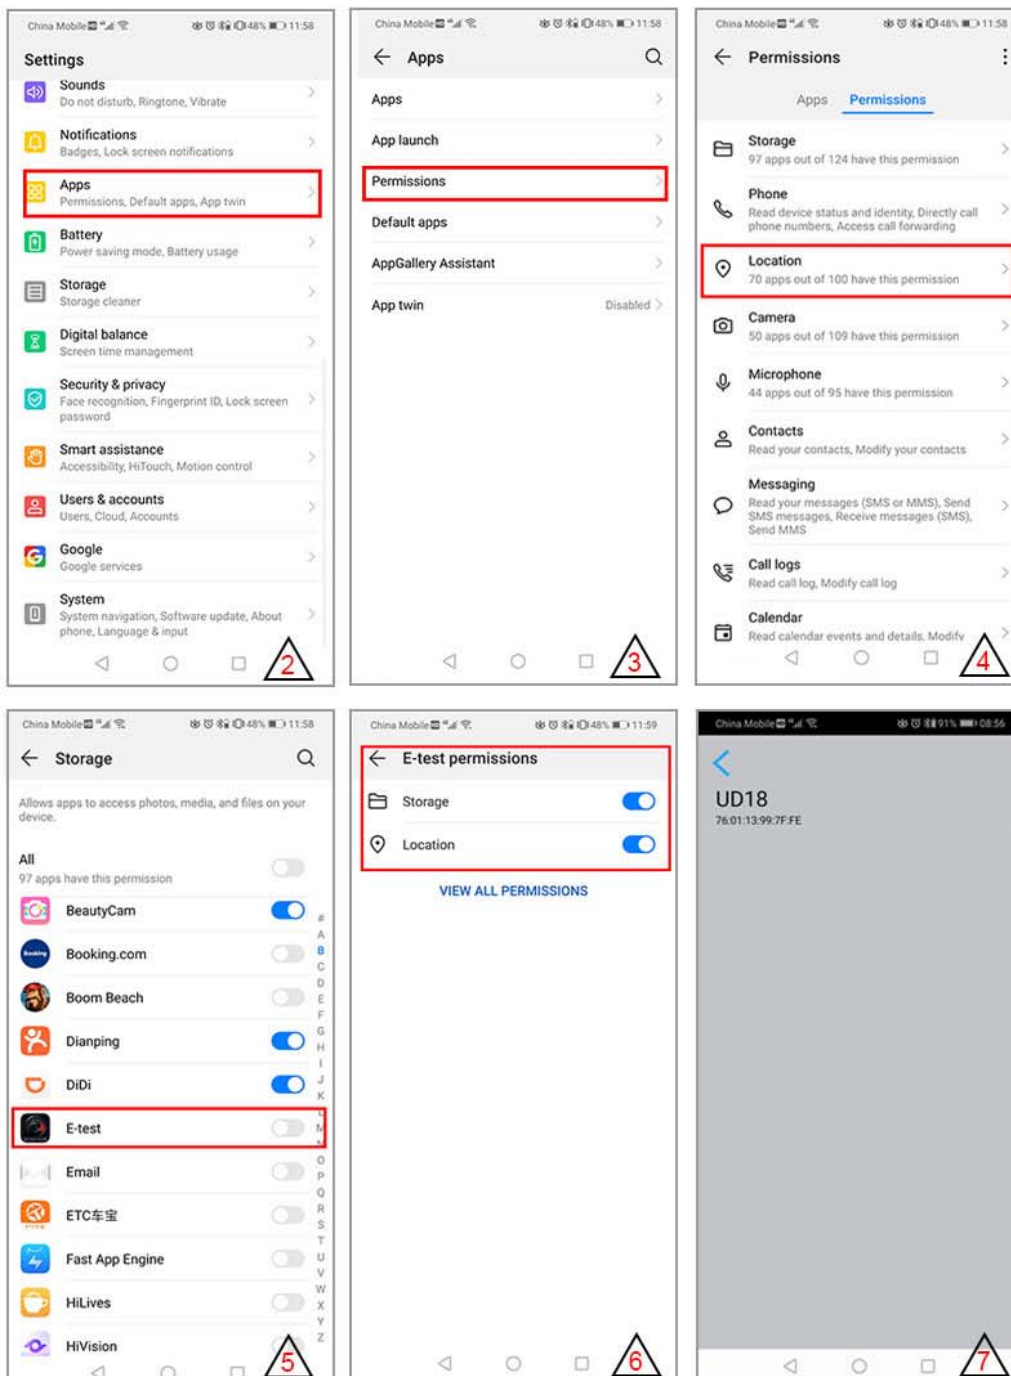 China Mobile 48% 11:58
Settings
Sounds
Do not disturb, Ringtone, Vibrate
Notifications
Badges, Lock screen notifications
Apps
Permissions, Default apps, App twin
Battery
Power saving mode, Battery usage
Storage
Storage cleaner
Digital balance
Screen time management
Security & privacy
Face recognition, Fingerprint ID, Lock screen
password
Smart assistance
Accessibility, HiTouch, Motion control
Users & accounts
Users, Cloud, Accounts
Google
Google services
System
System navigation, Software update, About
phone, Language & input
2
China Mobile 48% 11:58
Apps
Apps
App launch
Permissions
Default apps
AppGallery Assistant
App twin Disabled
3
China Mobile 48% 11:58
Permissions
Apps Permissions
Storage
97 apps out of 124 have this permission
Phone
Read device status and identity, Directly call
phone numbers, Access call forwarding
Location
70 apps out of 100 have this permission
Camera
50 apps out of 109 have this permission
Microphone
44 apps out of 95 have this permission
Contacts
Read your contacts, Modify your contacts
Messaging
Read your messages (SMS or MMS), Send
SMS messages, Receive messages (SMS),
Send MMS
Call logs
Read call log, Modify call log
Calendar
Read calendar events and details, Modify
4
China Mobile 48% 11:58
Storage
Allows apps to access photos, media, and files on your
device.
All
97 apps have this permission
BeautyCam
Booking.com
Boom Beach
Dianping
DiDi
E-test
Email
ETC车宝
Fast App Engine
HiLives
HiVision
#
A
B
C
D
E
F
G
H
I
J
K
L
M
N
O
P
Q
R
S
T
U
V
W
X
Y
Z
5
China Mobile 48% 11:59
E-test permissions
Storage
Location
VIEW ALL PERMISSIONS
6
China Mobile 91% 08:56
UD18
76:01:13:99:7F:FE
7